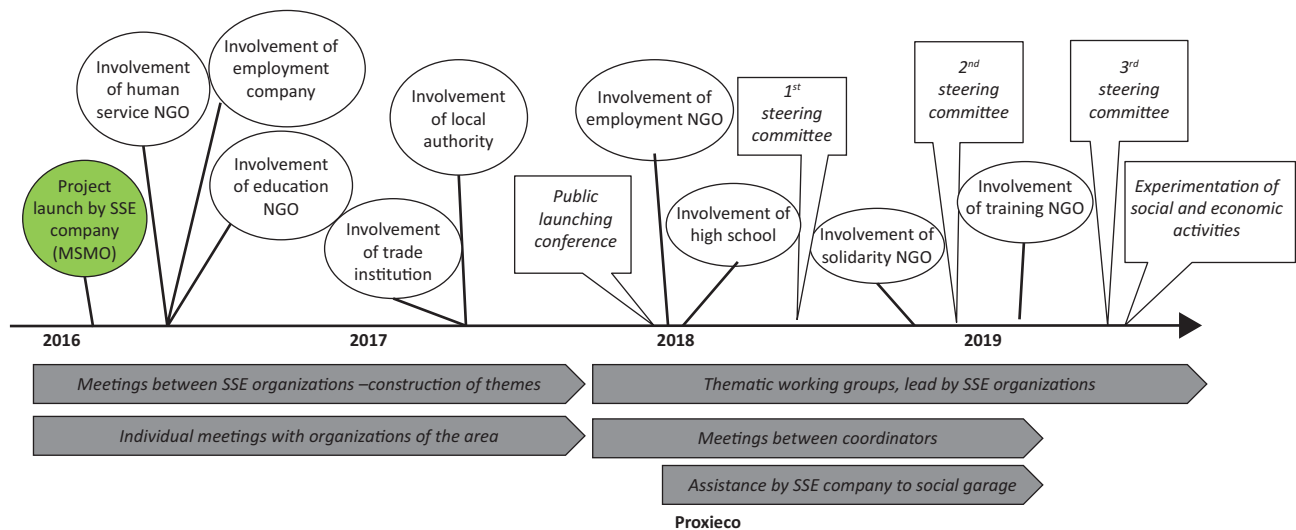 Project
launch by SSE
company
(MSMO)
Involvement
of human
service NGO
Involvement of
employment
company
Involvement
of education
NGO
Involvement
of trade
institution
Involvement
of local
authority
Public
launching
conference
Involvement of
employment NGO
Involvement of
high school
1st
steering
committee
Involvement of
solidarity NGO
2nd
steering
committee
Involvement
of training NGO
3rd
steering
committee
Experimentation of
social and economic
activities
2016
2017
2018
2019
Meetings between SSE organizations –construction of themes
Thematic working groups, lead by SSE organizations
Individual meetings with organizations of the area
Meetings between coordinators
Assistance by SSE company to social garage
Proxieco